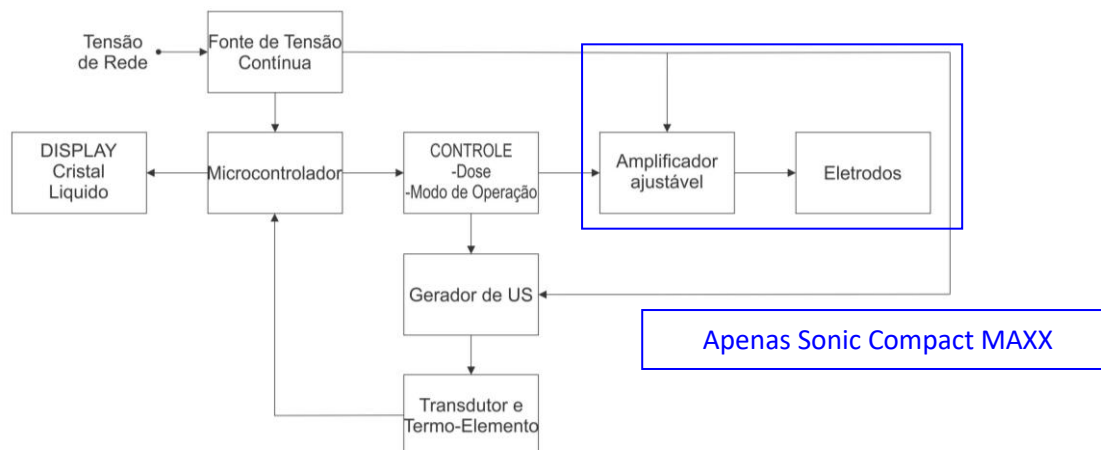 Tensão
de Rede
Fonte de Tensão
Contínua
DISPLAY
Cristal
Liquido
Microcontrolador
CONTROLE
-Dose
-Modo de Operação
Amplificador
ajustável
Eletrodos
Gerador de US
Apenas Sonic Compact MAXX
Transdutor e
Termo-Elemento